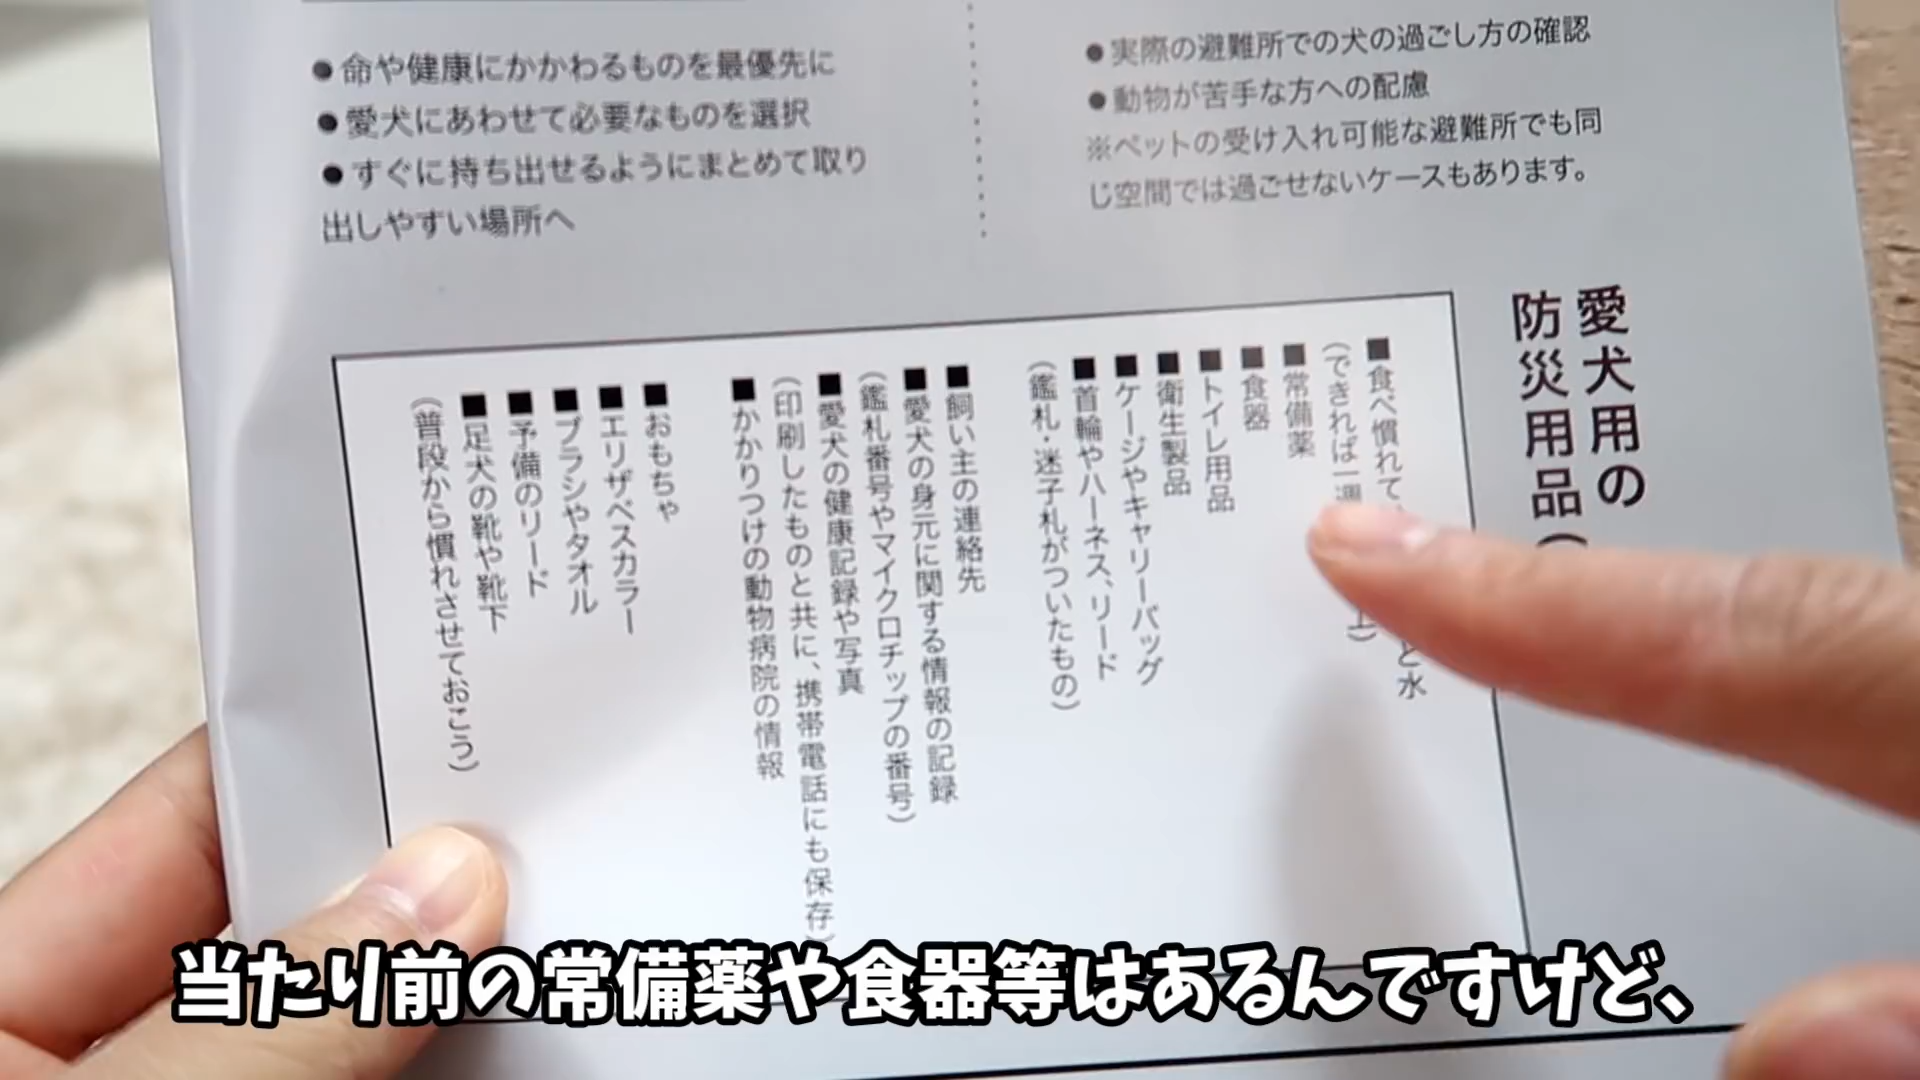 ●命や健康にかかわるものを最優先に
●愛犬にあわせて必要なものを選択
●すぐに持ち出せるようにまとめて取り
出しやすい場所へ
●実際の避難所での犬の過ごし方の確認
●動物が苦手な方への配慮
※ペットの受け入れ可能な避難所でも同
じ空間では過ごせないケースもあります。
愛犬用の
防災用品(
■食べ慣れて
と水
(できれば一週
上)
■常備薬
■食器
■トイレ用品
■衛生製品
■ケージやキャリーバッグ
■首輪やハーネス、リード
(鑑札・迷子札がついたもの)
■飼い主の連絡先
■愛犬の身元に関する情報の記録
(鑑札番号やマイクロチップの番号)
■愛犬の健康記録や写真
(印刷したものと共に、携帯電話にも保存)
■かかりつけの動物病院の情報
■おもちゃ
■エリザベスカラー
■ブラシやタオル
■予備のリード
■足犬の靴や靴下
(普段から慣れさせておこう)
当たり前の常備薬や食器等はあるんですけど、